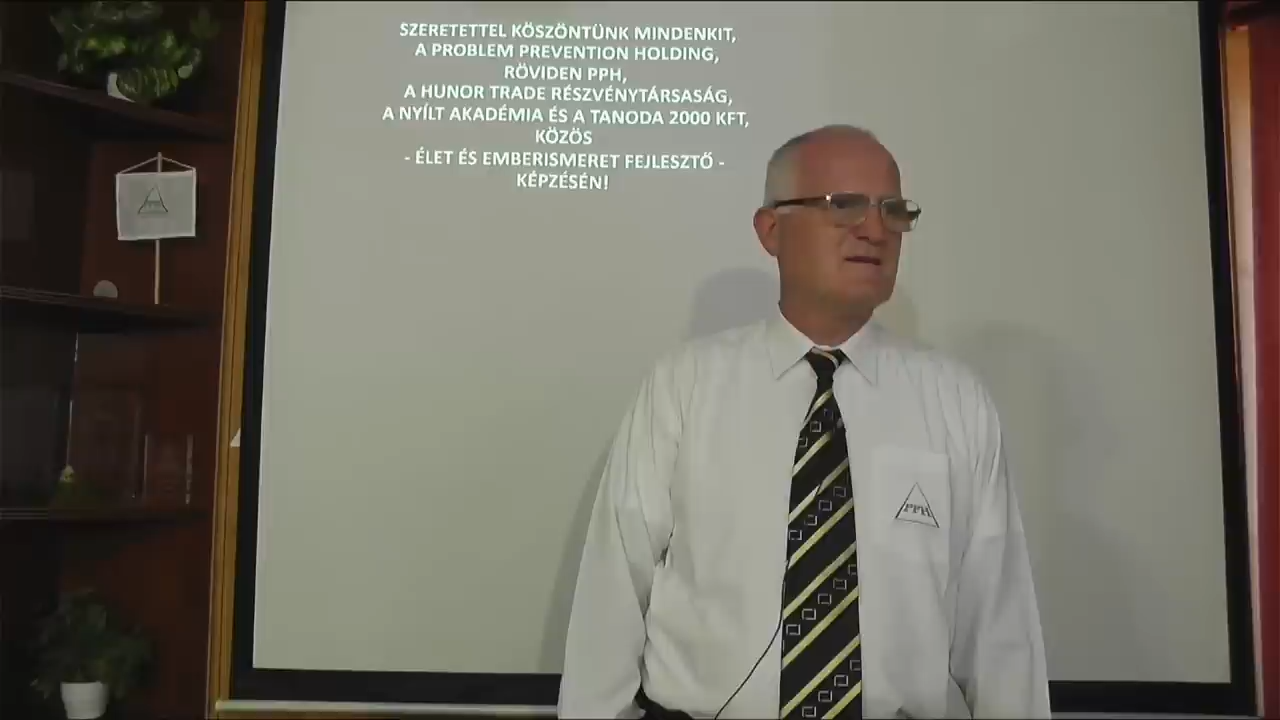 SZERETETTEL KÖSZÖNTÜNK MINDENKIT,
A PROBLEM PREVENTION HOLDING,
RÖVIDEN PPH,
A HUNOR TRADE RÉSZVÉNYTÁRSASÁG,
A NYÍLT AKADÉMIA ÉS A TANODA 2000 KFT,
KÖZÖS
- ÉLET ÉS EMBERISMERET FEJLESZTŐ -
KÉPZÉSÉN!
PPH